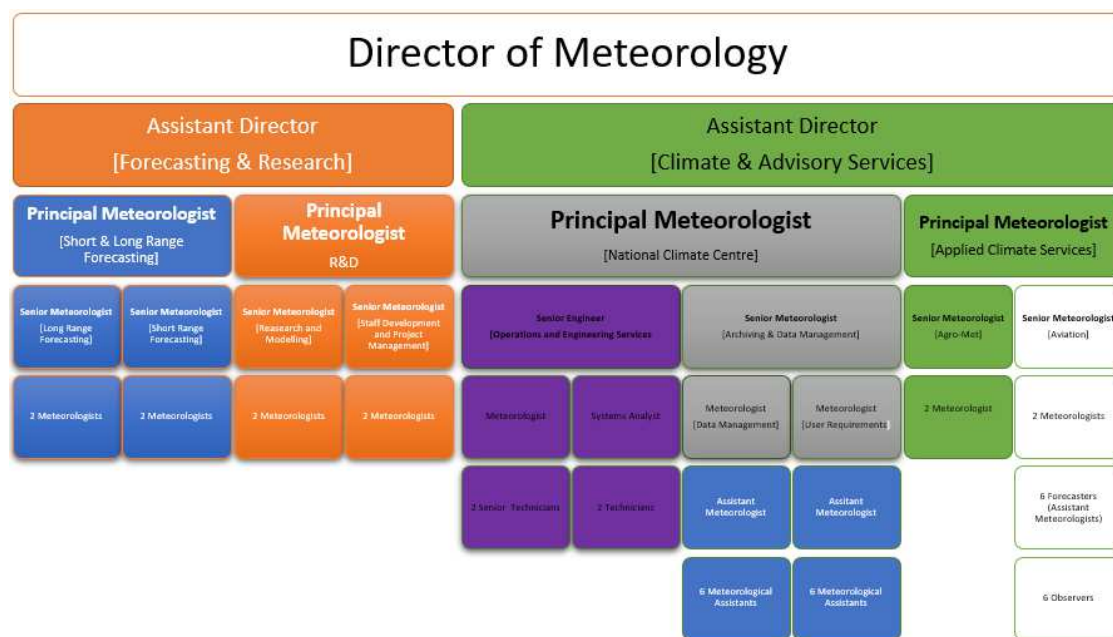 Director of Meteorology
Assistant Director
[Forecasting & Research]
Assistant Director
[Climate & Advisory Services]
Principal Meteorologist
[Short & Long Range
Forecasting]
Principal
Meteorologist
R&D
Principal Meteorologist
[National Climate Centre]
Principal Meteorologist
[Applied Climate Services]
Senior Meteorologist
[Long Range
Forecasting]
Senior Meteorologist
[Short Range
Forecasting]
Senior Meteorologist
[Reasearch and
Modelling]
Senior Meteorologist
[Staff Development
and Project
Management]
Senior Engineer
[Operations and Engineering Services
Senior Meteorologist
[Archiving & Data Management]
Senior Meteorologist
[Agro-Met]
Senior Meteorologist
[Aviation]
2 Meteorologists
2 Meteorologists
2 Meteorologists
2 Meteorologists
Meteorologist
Systems Analyst
Meteorologist
[Data Management]
Meteorologist
[User Requirements]
2 Meteorologist
2 Meteorologists
2 Senior Technicians
2 Technicians
Assistant
Meteorologist
Assitant
Meteorologist
6 Forecasters
(Assistant
Meteorologists)
6 Meteorological
Assistants
6 Meteorological
Assistants
6 Observers